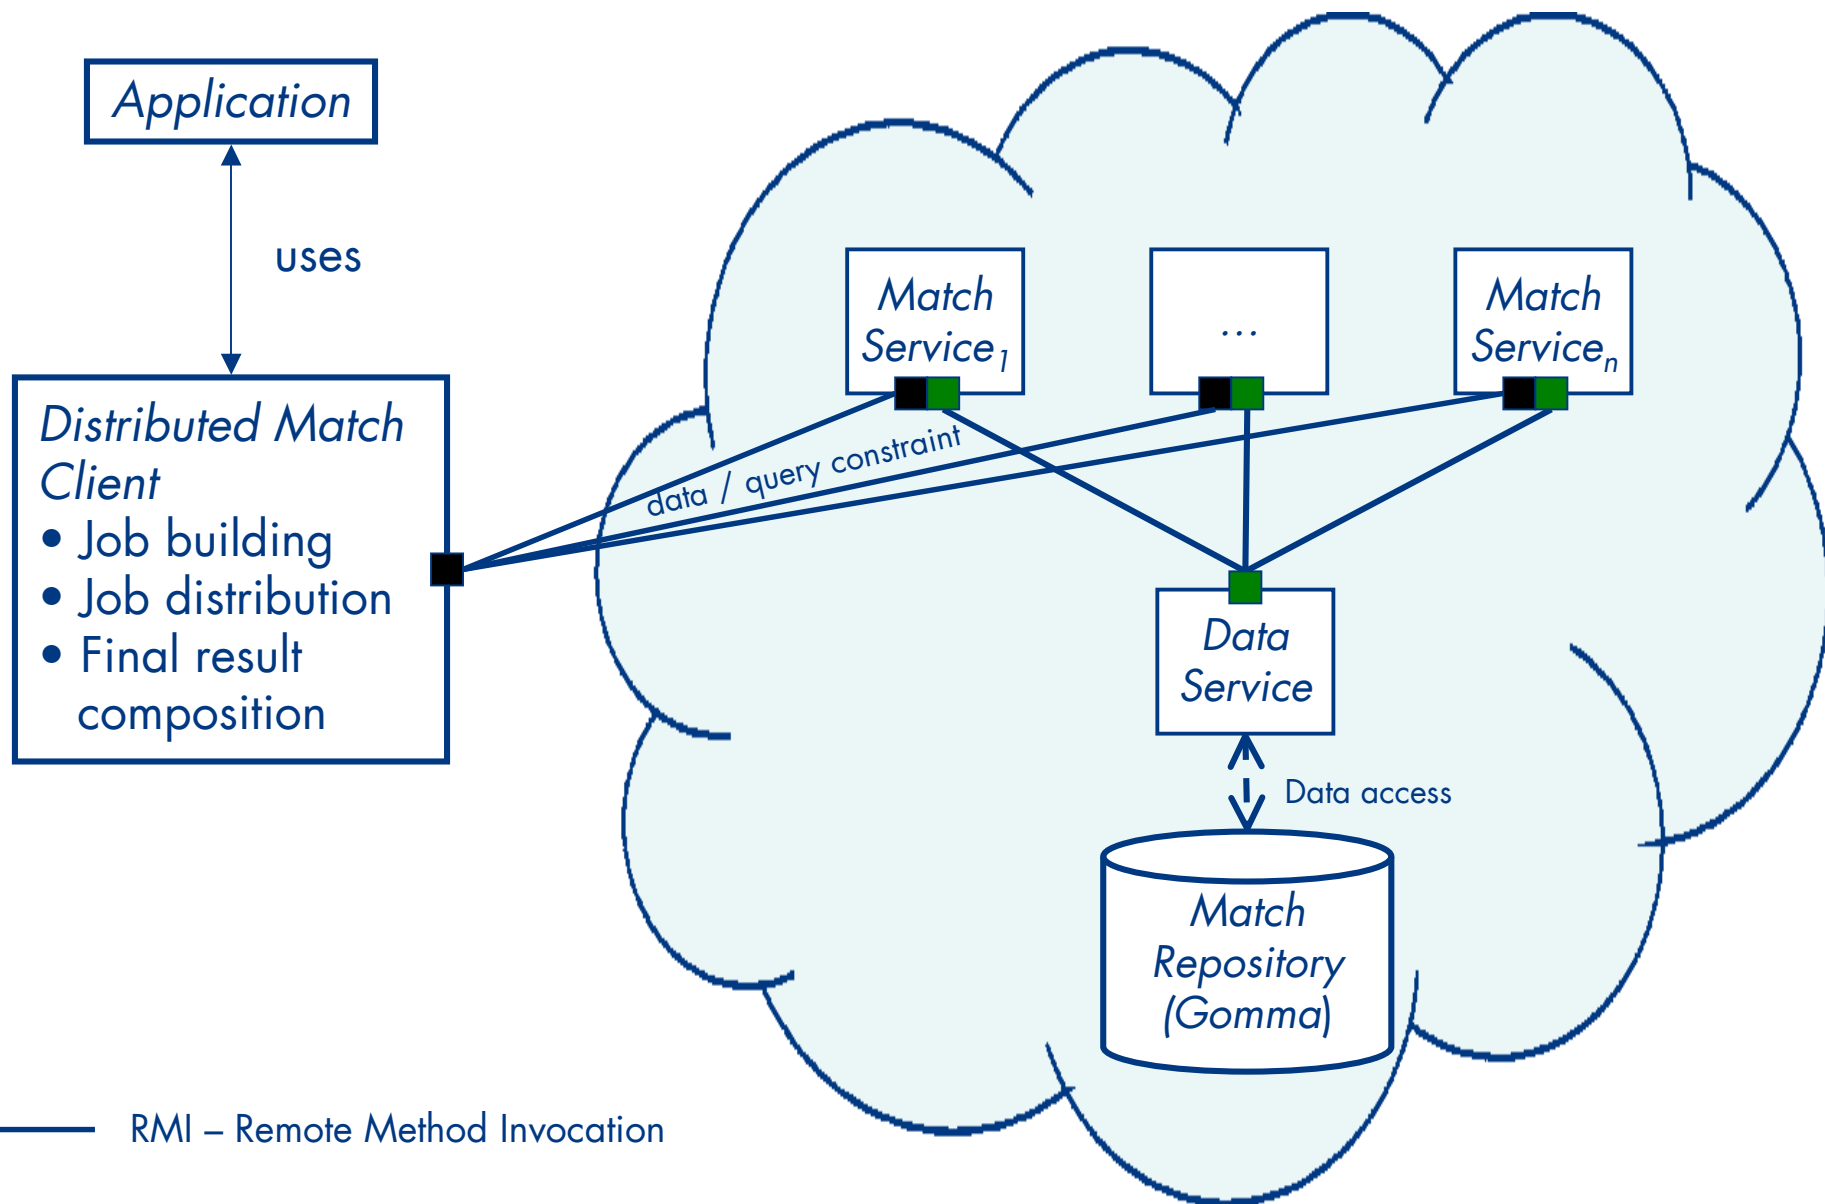 Application
uses
Distributed Match
Client
• Job building
• Job distribution
• Final result
composition
Match
Service1
...
Match
Servicen
data / query constraint
Data
Service
Data access
Match
Repository
(Gomma)
RMI – Remote Method Invocation